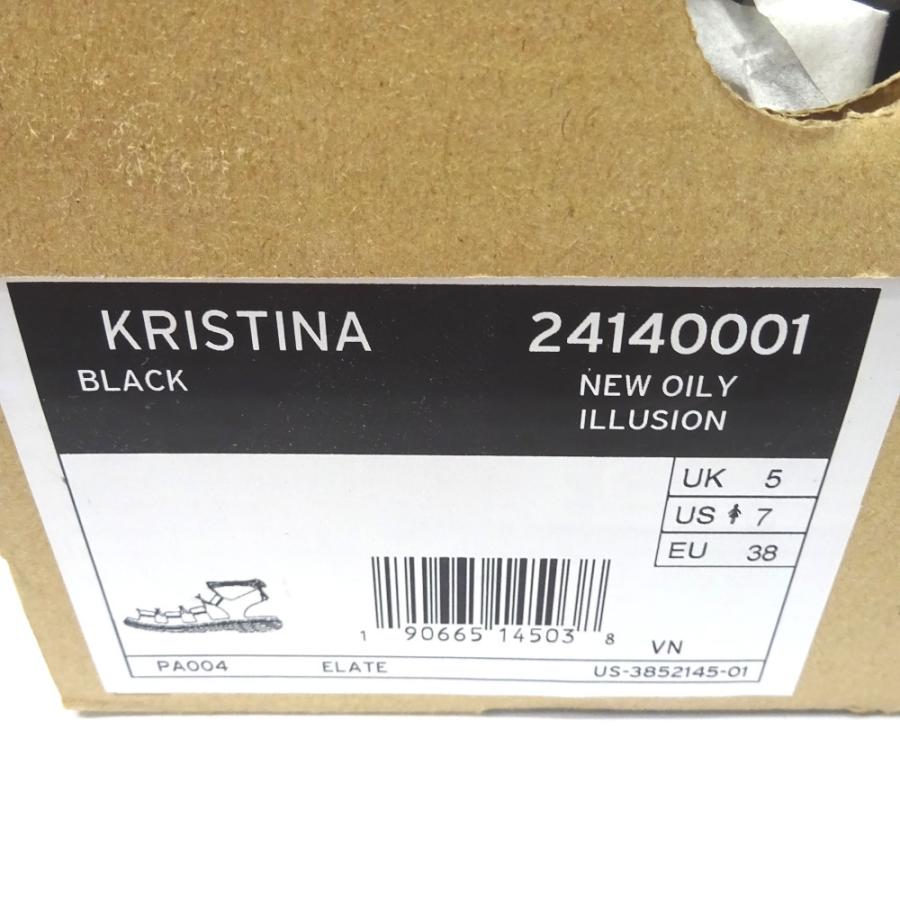 KRISTINA 24140001
BLACK NEW OILY
ILLUSION
UK 5
US 7
EU 38
1 90665 14503 8
VN
PA004 ELATE US-3852145-01